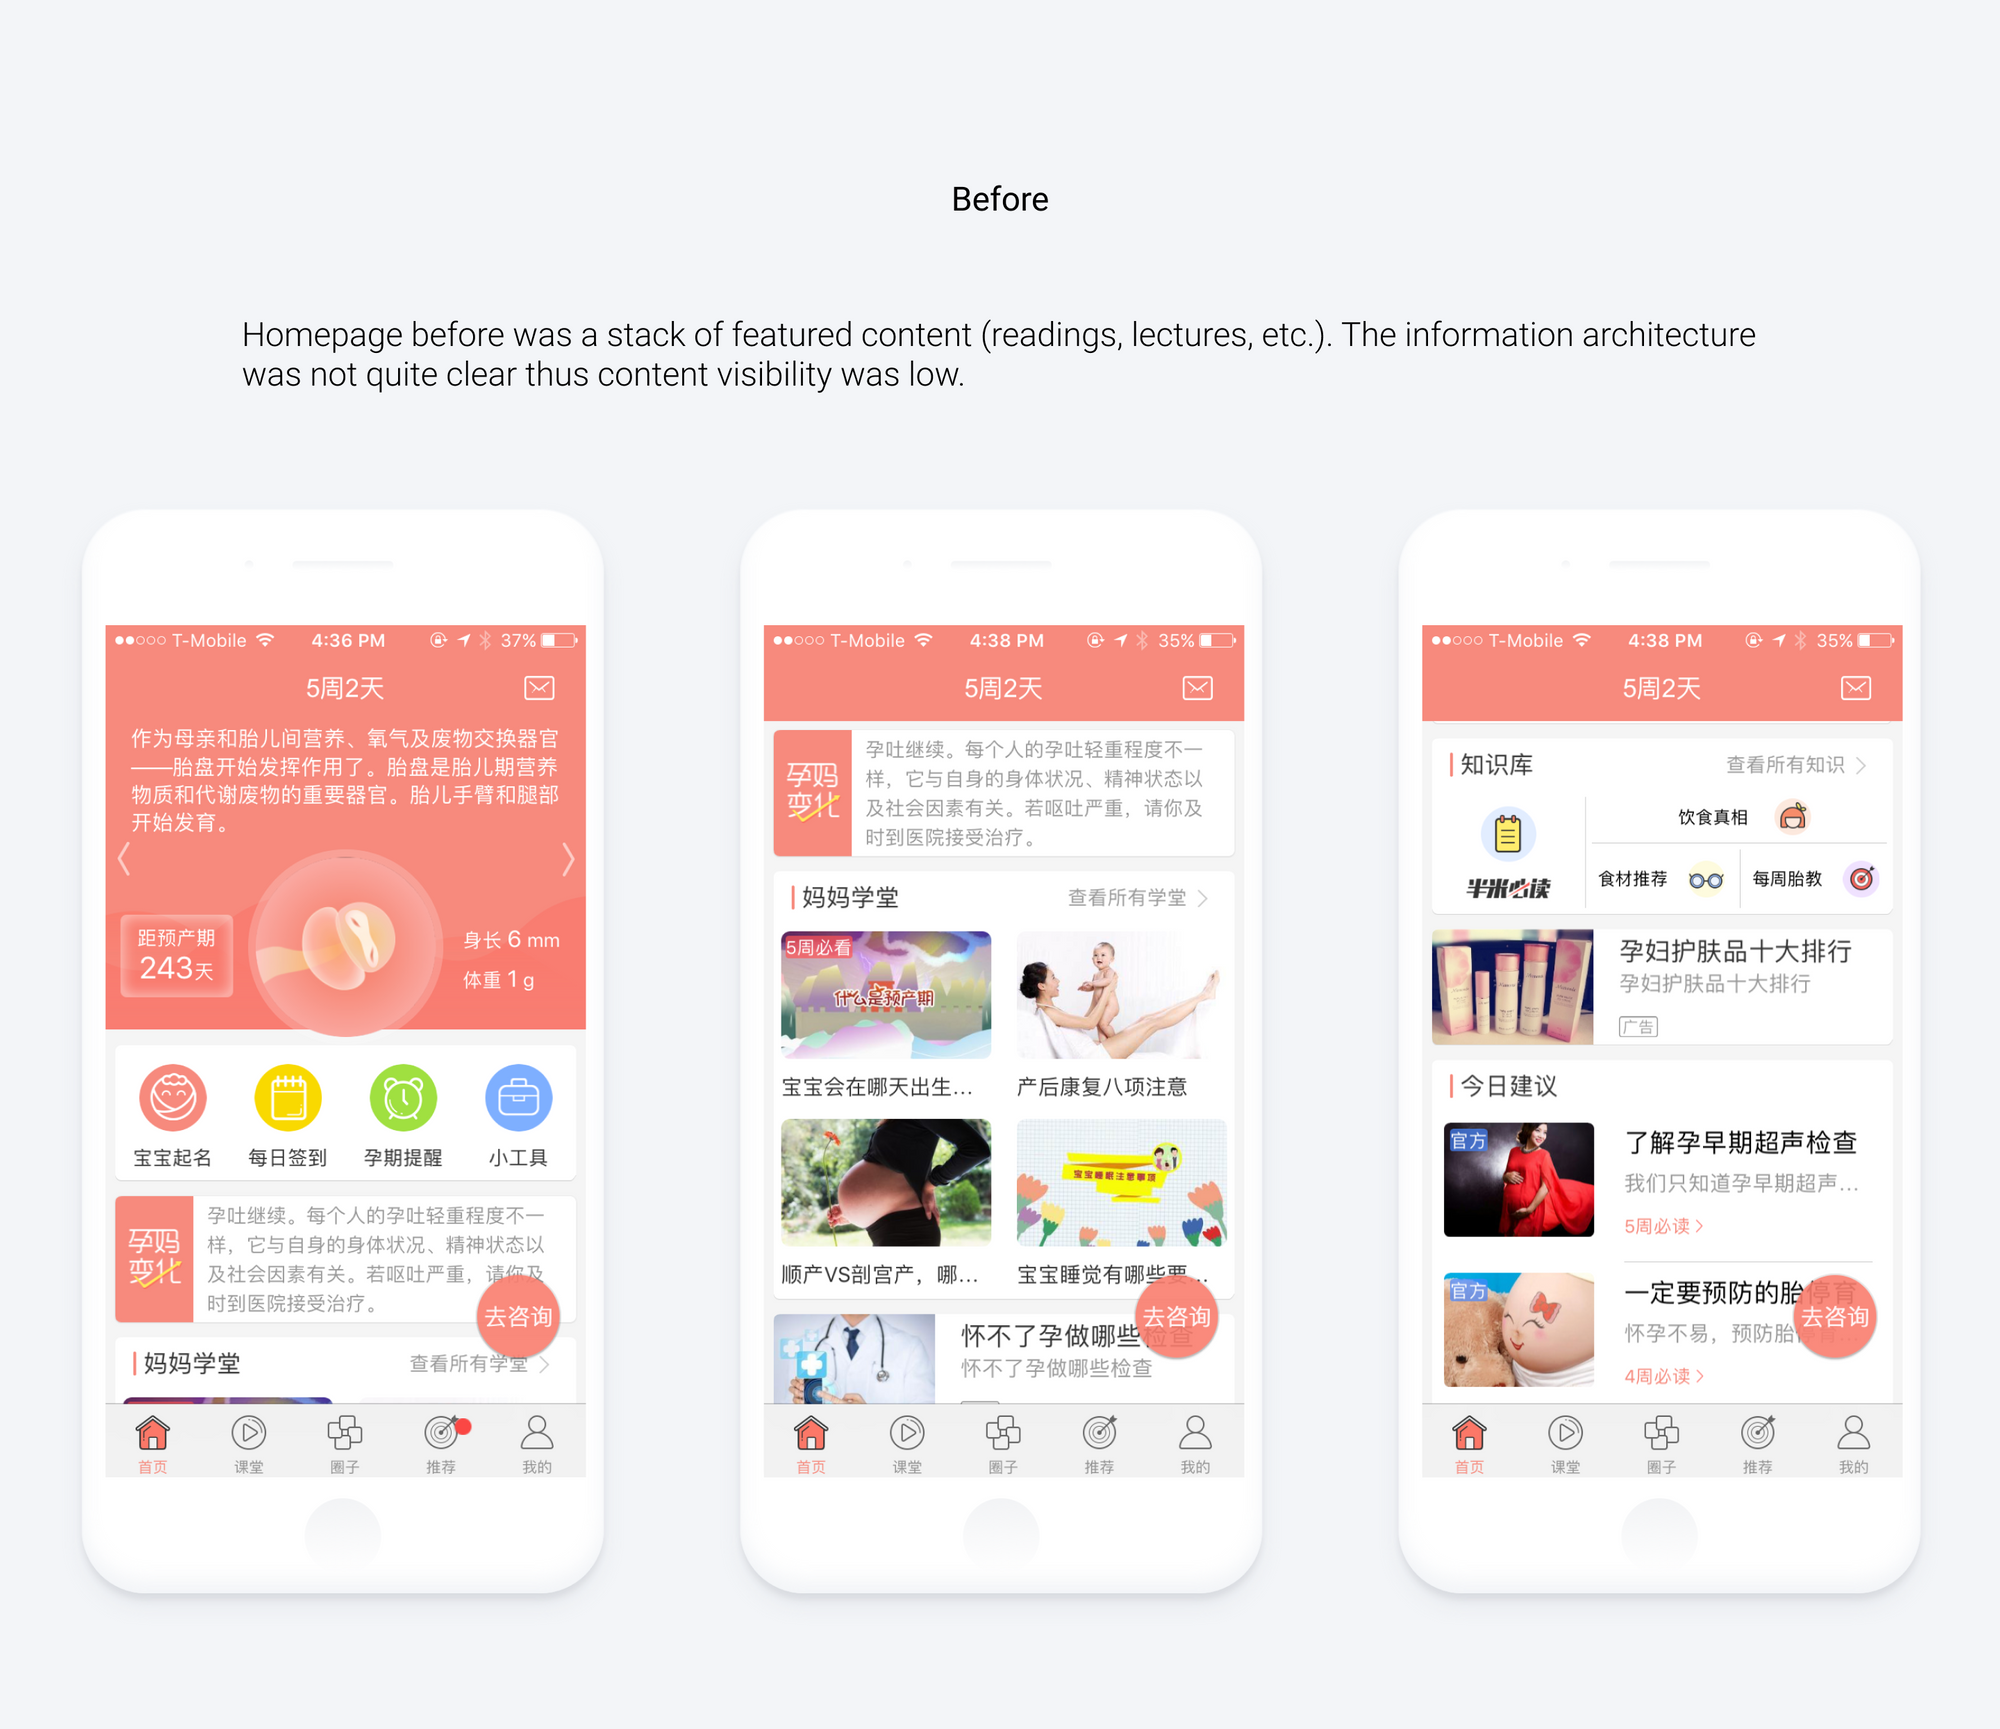 Before
Homepage before was a stack of featured content (readings, lectures, etc.). The information architecture
was not quite clear thus content visibility was low.
T-Mobile 4:36 PM 37%
5周2天
作为母亲和胎儿间营养、氧气及废物交换器官
——胎盘开始发挥作用了。胎盘是胎儿期营养
物质和代谢废物的重要器官。胎儿手臂和腿部
开始发育。
距预产期
243天
身长 6 mm
体重 1 g
宝宝起名 每日签到 孕期提醒 小工具
孕妈
变化
孕吐继续。每个人的孕吐轻重程度不一
样，它与自身的身体状况、精神状态以
及社会因素有关。若呕吐严重，请你及
时到医院接受治疗。
去咨询
妈妈学堂 查看所有学堂
首页 课堂 圈子 推荐 我的
T-Mobile 4:38 PM 35%
5周2天
孕妈
变化
孕吐继续。每个人的孕吐轻重程度不一
样，它与自身的身体状况、精神状态以
及社会因素有关。若呕吐严重，请你及
时到医院接受治疗。
妈妈学堂 查看所有学堂
5周必看
什么是预产期
宝宝会在哪天出生... 产后康复八项注意
宝宝睡眠注意事项
顺产VS剖宫产，哪... 宝宝睡觉有哪些要...
去咨询
怀不了孕做哪些检查
怀不了孕做哪些检查
首页 课堂 圈子 推荐 我的
T-Mobile 4:38 PM 35%
5周2天
知识库 查看所有知识
半米必读
饮食真相
食材推荐 每周胎教
孕妇护肤品十大排行
孕妇护肤品十大排行
广告
今日建议
官方
了解孕早期超声检查
我们只知道孕早期超声...
5周必读
官方
一定要预防的胎停育
怀孕不易，预防胎停育...
去咨询
4周必读
首页 课堂 圈子 推荐 我的